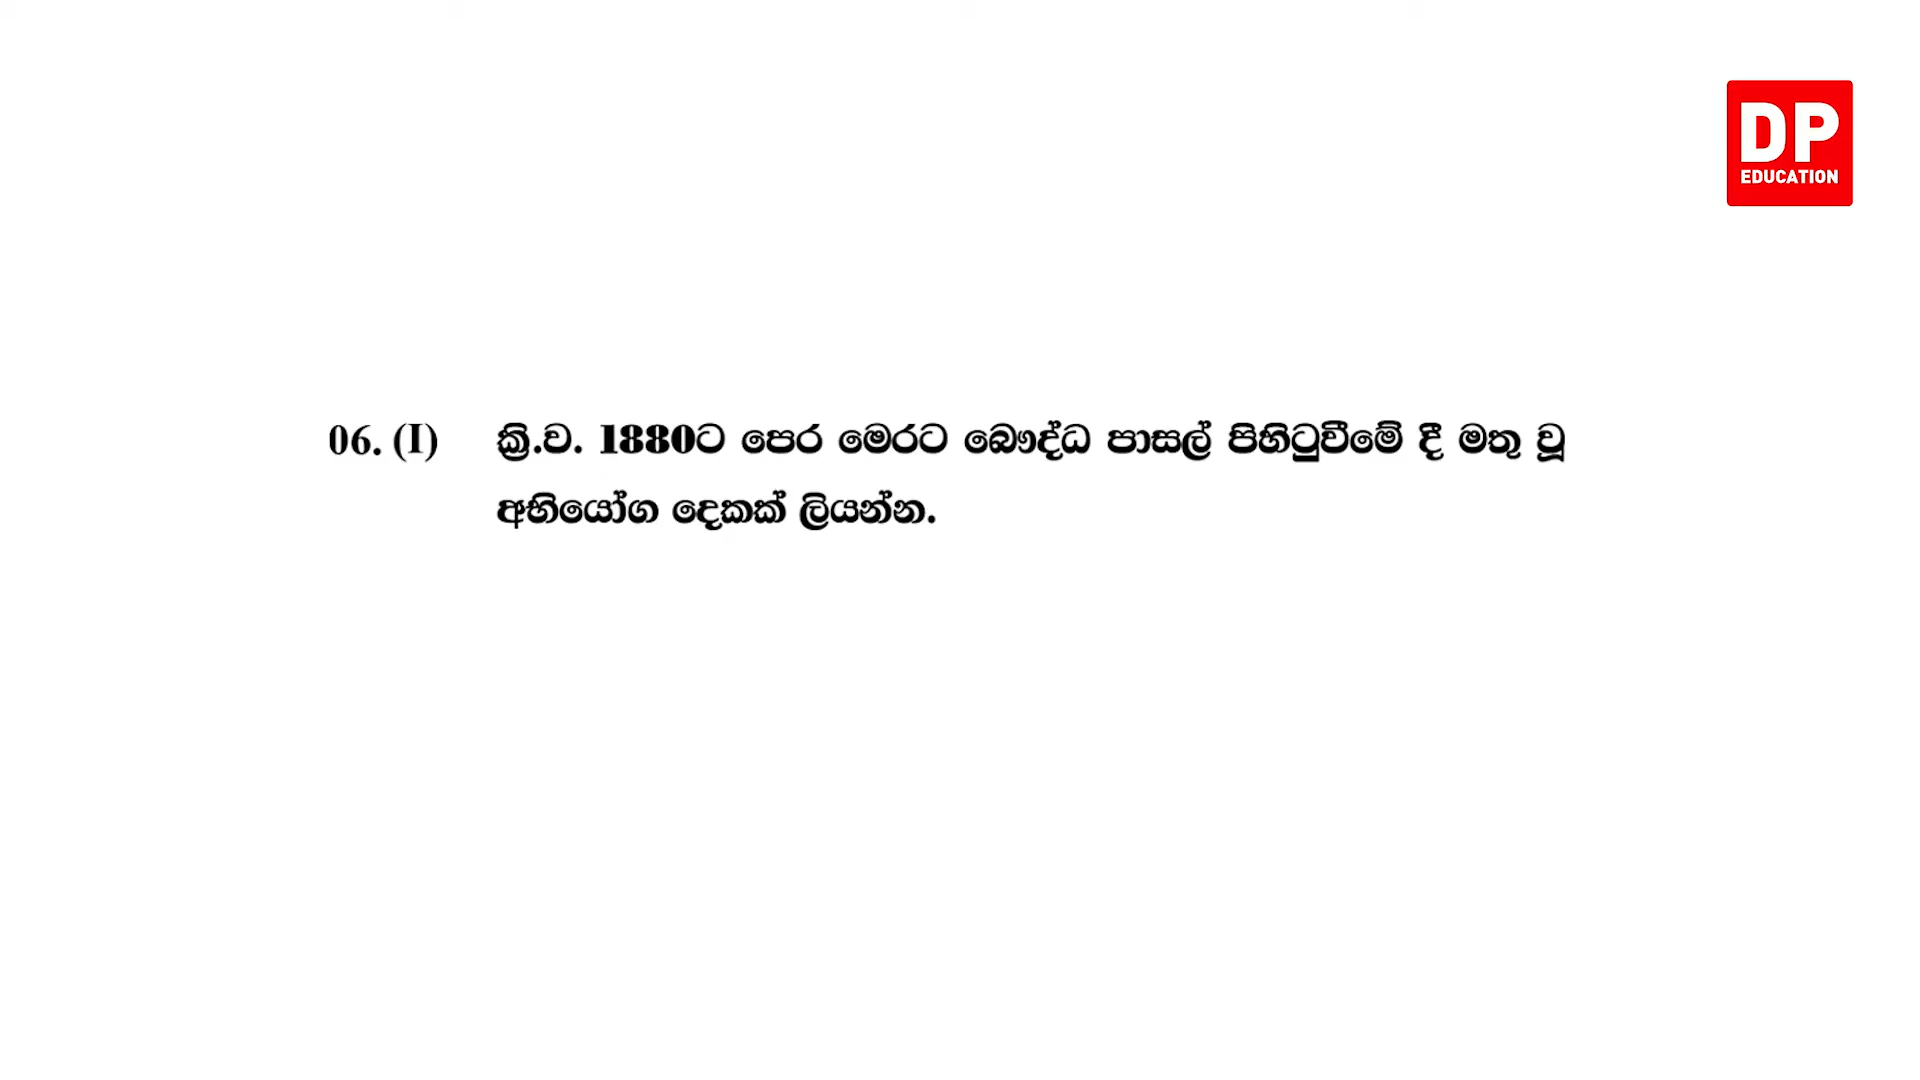 DP
EDUCATION
06. (I) ක්‍රි.ව. 1880ට පෙර මෙරට බෞද්ධ පාසල් පිහිටුවීමේ දී මතු වූ
අභියෝග දෙකක් ලියන්න.